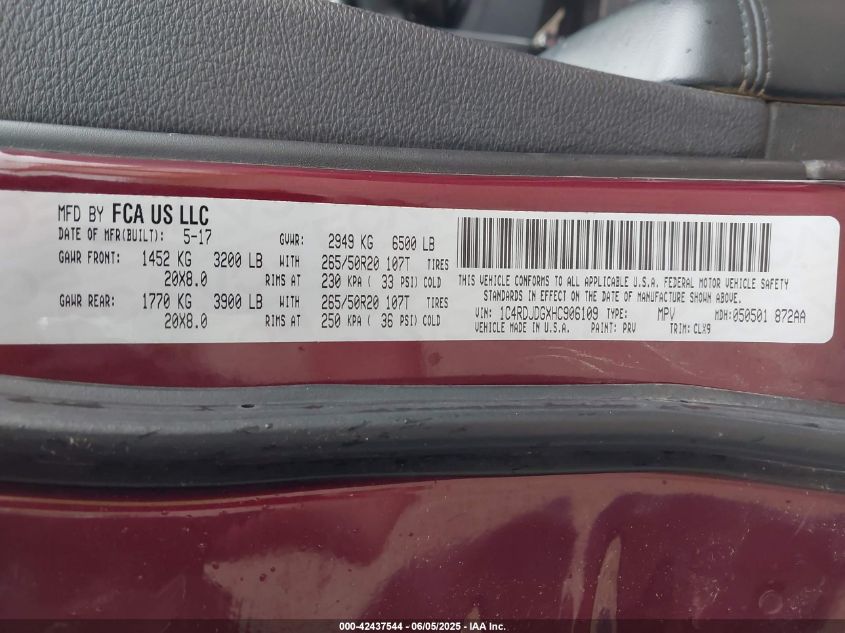 MFD BY FCA US LLC
DATE OF MFR(BUILT): 5-17 GVWR: 2949 KG 6500 LB
GAWR FRONT: 1452 KG 3200 LB WITH 265/50R20 107T TIRES
20X8.0 RIMS AT 230 KPA ( 33 PSI) COLD
GAWR REAR: 1770 KG 3900 LB WITH 265/50R20 107T TIRES
20X8.0 RIMS AT 250 KPA ( 36 PSI) COLD
THIS VEHICLE CONFORMS TO ALL APPLICABLE U.S.A. FEDERAL MOTOR VEHICLE SAFETY
STANDARDS IN EFFECT ON THE DATE OF MANUFACTURE SHOWN ABOVE.
VIN: 1C4RDJDGXHC906109 TYPE: MPV MDH: 050501 872AA
VEHICLE MADE IN U.S.A. PAINT: PRV TRIM: CLX9
000-42437544 - 06/05/2025 - IAA Inc.